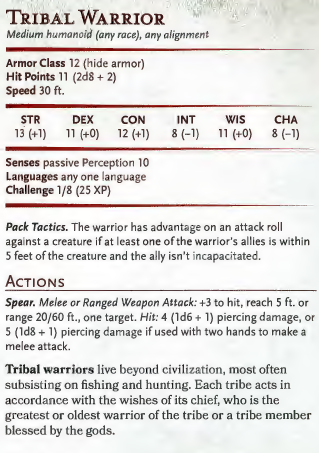 TRIBAL WARRIOR
Medium humanoid (any race), any alignment
Armor Class 12 (hide armor)
Hit Points 11 (2d8 + 2)
Speed 30 ft.
STR DEX CON INT WIS CHA
13 (+1) 11 (+0) 12 (+1) 8 (−1) 11 (+0) 8 (−1)
Senses passive Perception 10
Languages any one language
Challenge 1/8 (25 XP)
Pack Tactics. The warrior has advantage on an attack roll
against a creature if at least one of the warrior's allies is within
5 feet of the creature and the ally isn't incapacitated.
ACTIONS
Spear. Melee or Ranged Weapon Attack: +3 to hit, reach 5 ft. or
range 20/60 ft., one target. Hit: 4 (1d6 + 1) piercing damage, or
5 (1d8 + 1) piercing damage if used with two hands to make a
melee attack.
Tribal warriors live beyond civilization, most often
subsisting on fishing and hunting. Each tribe acts in
accordance with the wishes of its chief, who is the
greatest or oldest warrior of the tribe or a tribe member
blessed by the gods.